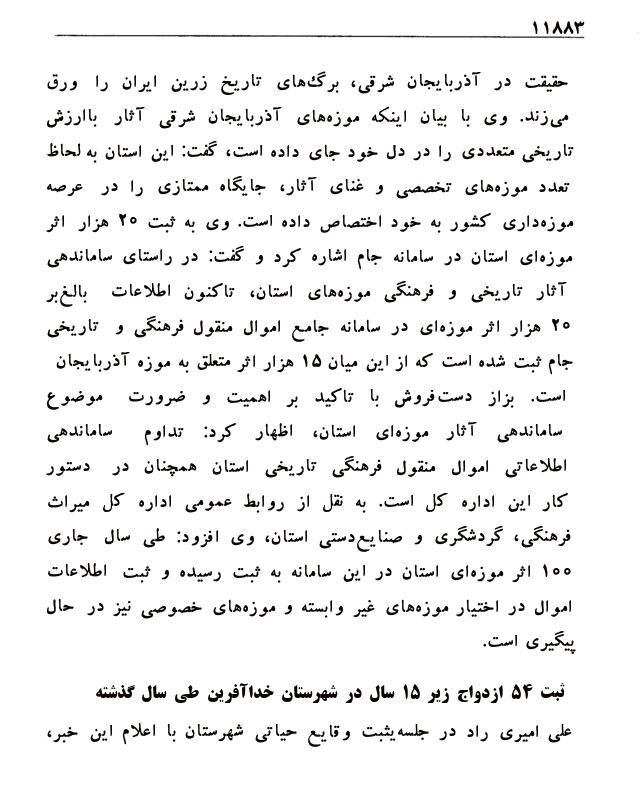 ۱۱۸۸۳
حقیقت در آذربایجان شرقی، برگ‌های تاریخ زرین ایران را ورق
می‌زند. وی با بیان اینکه موزه‌های آذربایجان شرقی آثار باارزش
تاریخی متعددی را در دل خود جای داده است، گفت: این استان به لحاظ
تعدد موزه‌های تخصصی و غنای آثار، جایگاه ممتازی را در عرصه
موزه‌داری کشور به خود اختصاص داده است. وی به ثبت ۲۰ هزار اثر
موزه‌ای استان در سامانه جام اشاره کرد و گفت: در راستای ساماندهی
آثار تاریخی و فرهنگی موزه‌های استان، تاکنون اطلاعات بالغ‌بر
۲۰ هزار اثر موزه‌ای در سامانه جامع اموال منقول فرهنگی و تاریخی
جام ثبت شده است که از این میان ۱۵ هزار اثر متعلق به موزه آذربایجان
است. بزاز دست‌فروش با تاکید بر اهمیت و ضرورت موضوع
ساماندهی آثار موزه‌ای استان، اظهار کرد: تداوم ساماندهی
اطلاعاتی اموال منقول فرهنگی تاریخی استان همچنان در دستور
کار این اداره کل است. به نقل از روابط عمومی اداره کل میراث
فرهنگی، گردشگری و صنایع‌دستی استان، وی افزود: طی سال جاری
۱۰۰ اثر موزه‌ای استان در این سامانه به ثبت رسیده و ثبت اطلاعات
اموال در اختیار موزه‌های غیر وابسته و موزه‌های خصوصی نیز در حال
پیگیری است.
ثبت ۵۴ ازدواج زیر ۱۵ سال در شهرستان خداآفرین طی سال گذشته
علی امیری راد در جلسه‌یثبت وقایع حیاتی شهرستان با اعلام این خبر،